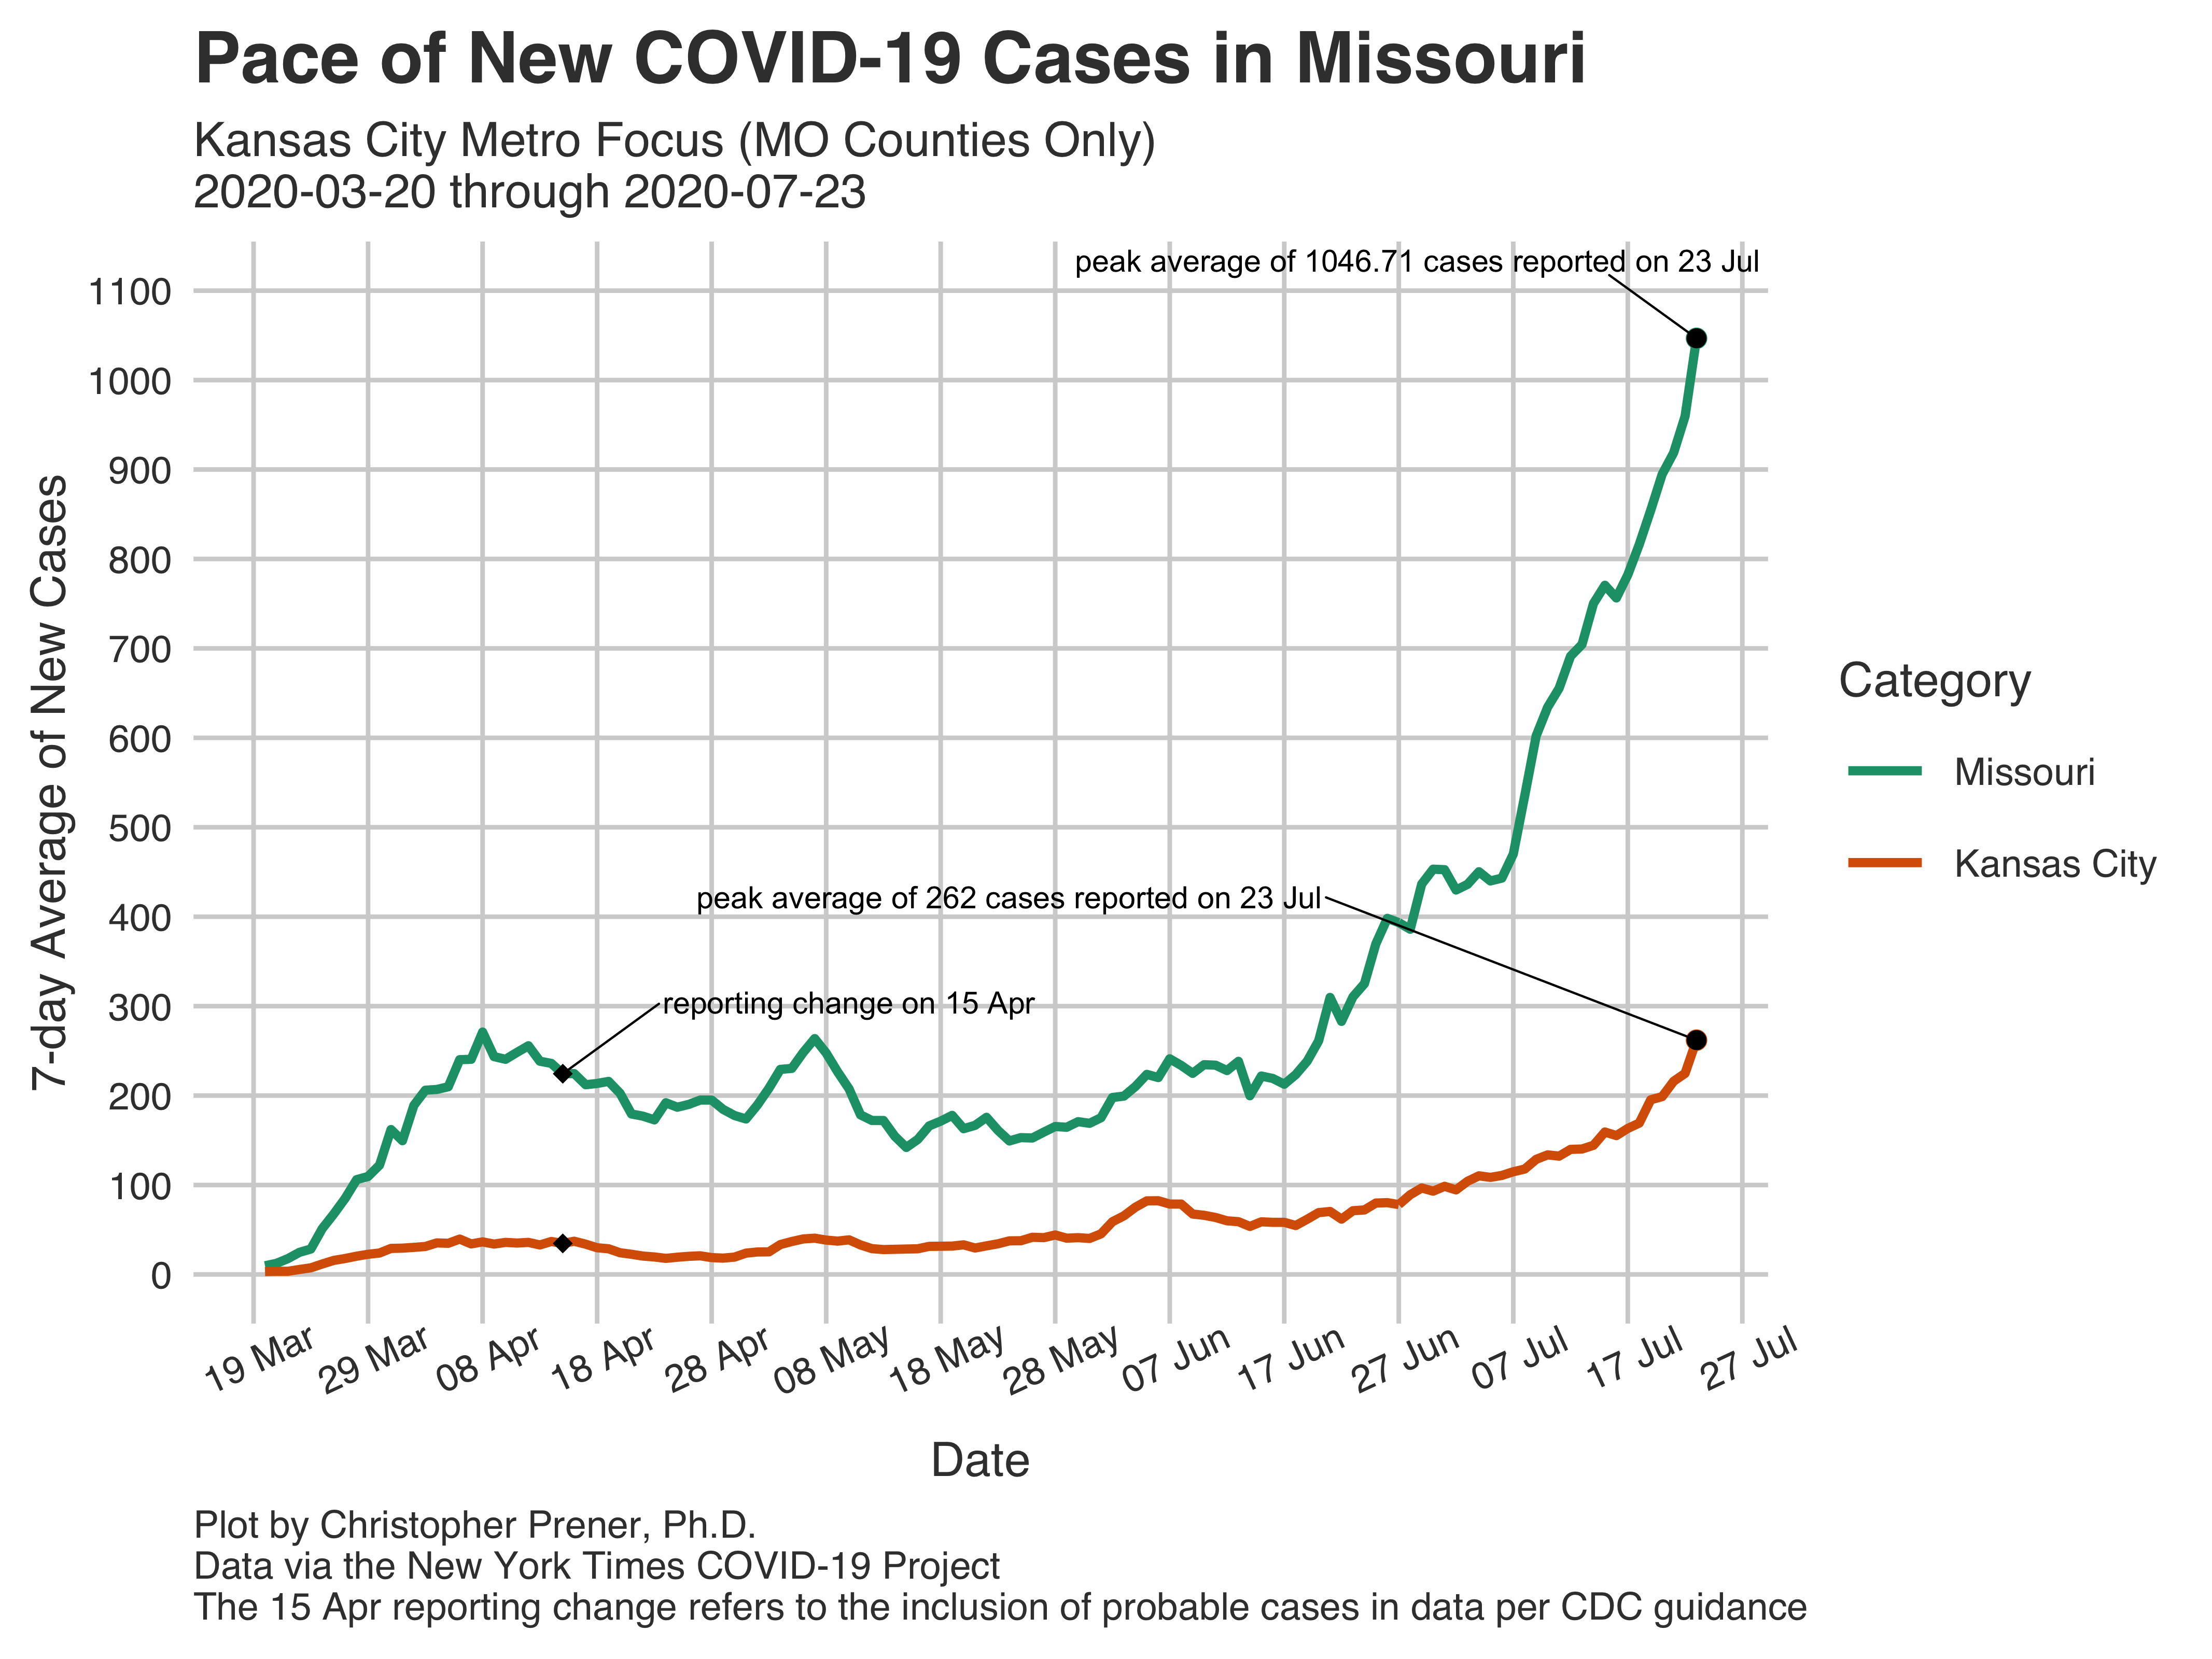 Pace of New COVID-19 Cases in Missouri
Kansas City Metro Focus (MO Counties Only)
2020-03-20 through 2020-07-23
peak average of 1046.71 cases reported on 23 Jul
1100
1000
900
800
700
600
500
400
300
200
100
0
7-day Average of New Cases
peak average of 262 cases reported on 23 Jul
reporting change on 15 Apr
Category
Missouri
Kansas City
19 Mar
29 Mar
08 Apr
18 Apr
28 Apr
08 May
18 May
28 May
07 Jun
17 Jun
27 Jun
07 Jul
17 Jul
27 Jul
Date
Plot by Christopher Prener, Ph.D.
Data via the New York Times COVID-19 Project
The 15 Apr reporting change refers to the inclusion of probable cases in data per CDC guidance